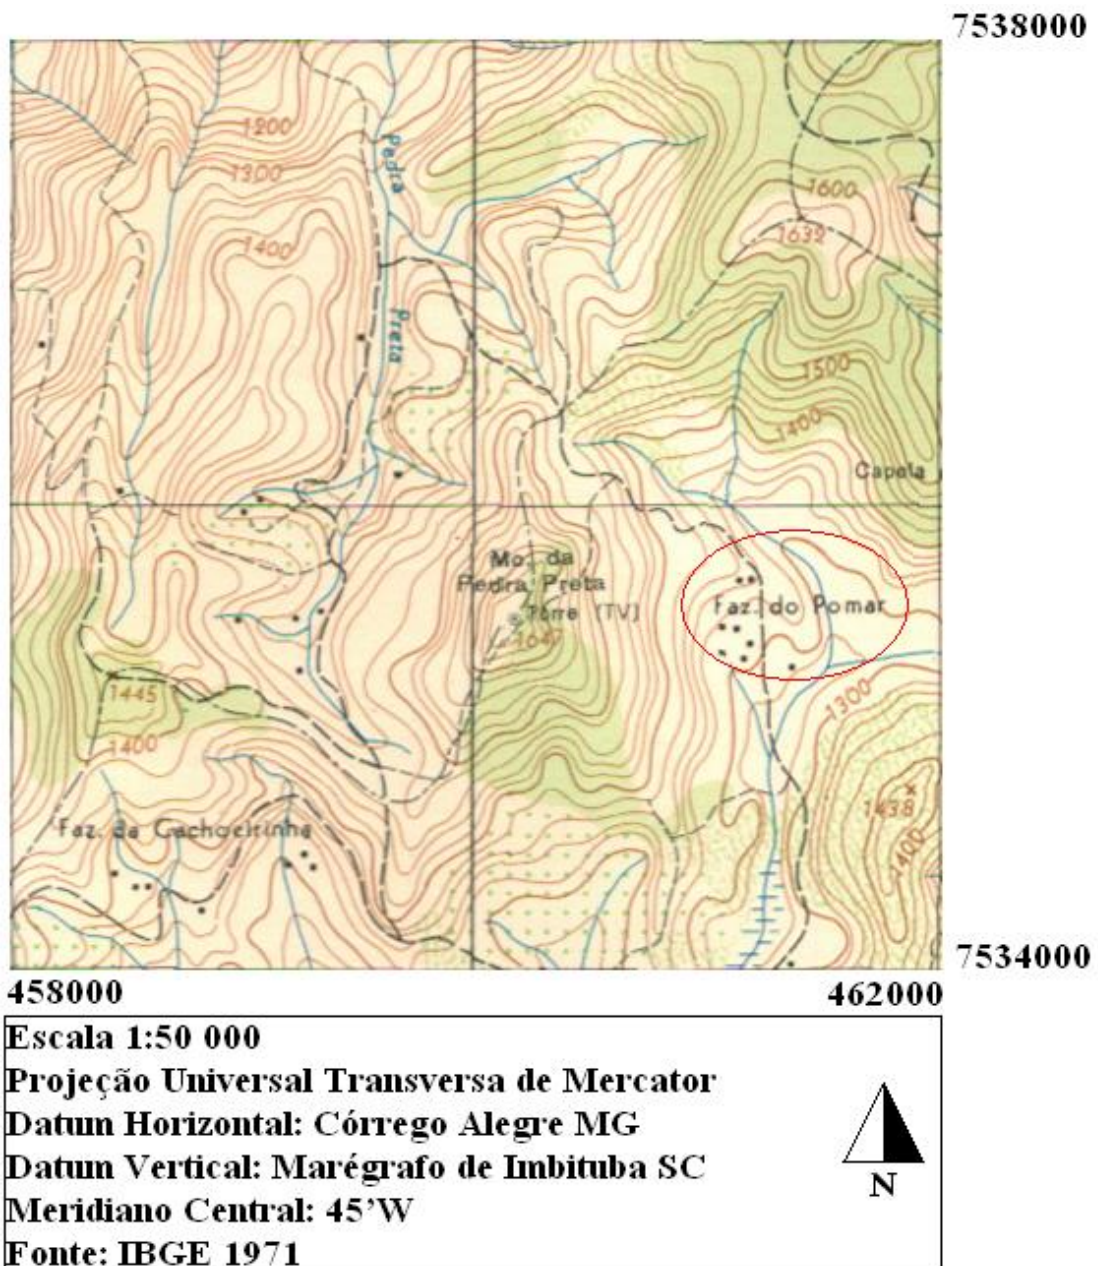 7538000
1200
Pedra
1300
1600
1400
1632
Preta
1500
1400
Capela
Mo. da
Pedra Preta
Faz. do Pomar
Tôrre (TV)
1647
1445
1300
1400
1438
Faz. da Cachoeirinha
1400
7534000
458000
462000
Escala 1:50 000
Projeção Universal Transversa de Mercator
Datum Horizontal: Córrego Alegre MG
Datum Vertical: Marégrafo de Imbituba SC
N
Meridiano Central: 45'W
Fonte: IBGE 1971